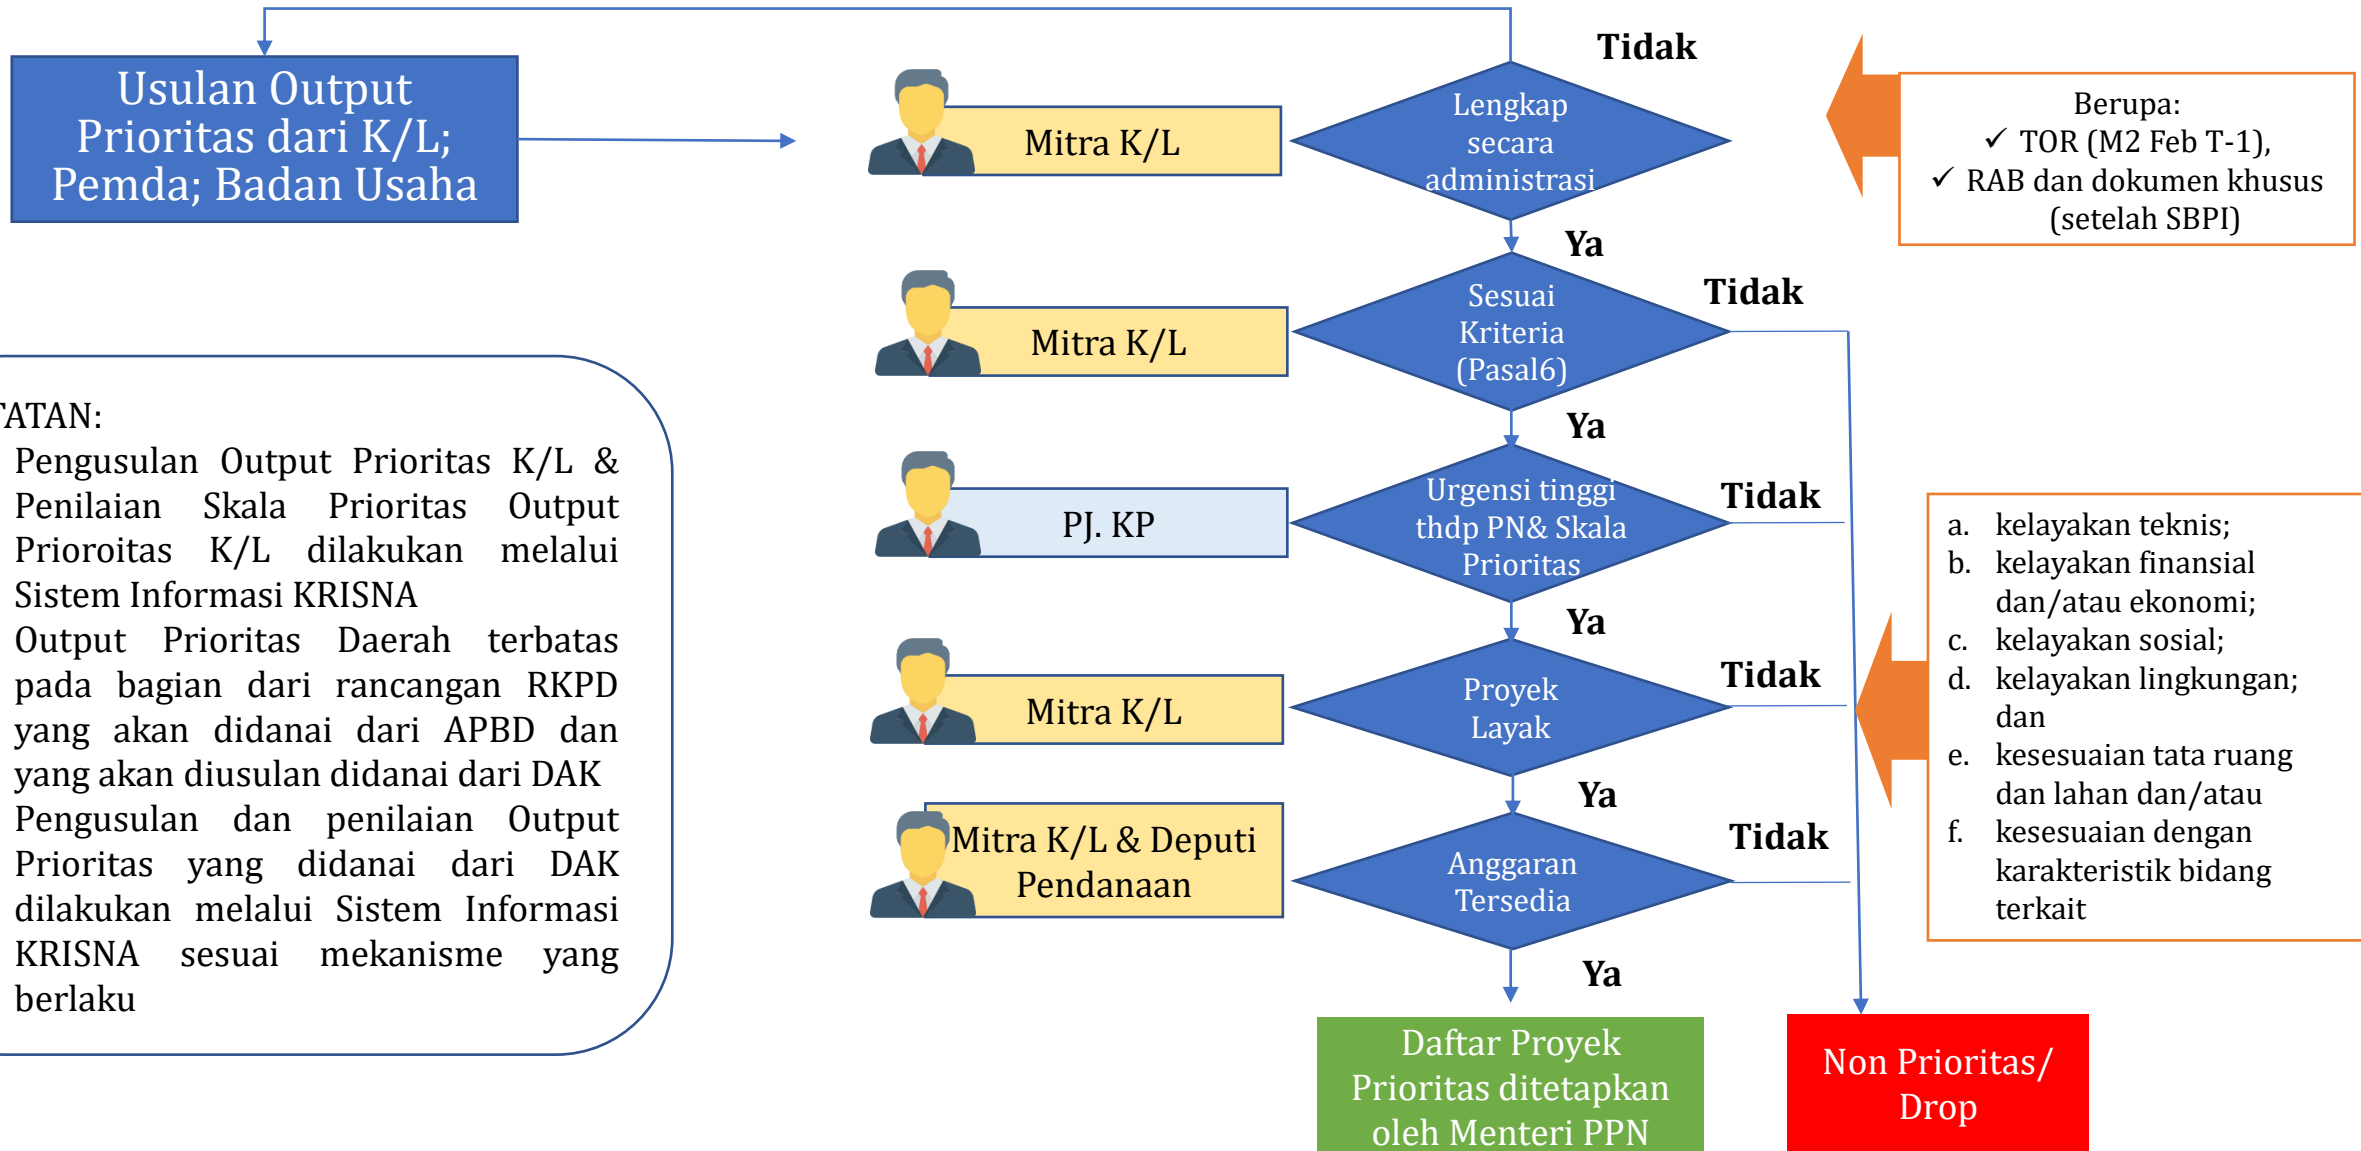 Usulan Output
Prioritas dari K/L;
Pemda; Badan Usaha
Mitra K/L
Lengkap
secara
administrasi
Tidak
Berupa:
✓ TOR (M2 Feb T-1),
✓ RAB dan dokumen khusus
(setelah SBPI)
Ya
Mitra K/L
Sesuai
Kriteria
(Pasal6)
Tidak
Ya
TATAN:
Pengusulan Output Prioritas K/L &
Penilaian Skala Prioritas Output
Prioroitas K/L dilakukan melalui
Sistem Informasi KRISNA
Output Prioritas Daerah terbatas
pada bagian dari rancangan RKPD
yang akan didanai dari APBD dan
yang akan diusulan didanai dari DAK
Pengusulan dan penilaian Output
Prioritas yang didanai dari DAK
dilakukan melalui Sistem Informasi
KRISNA sesuai mekanisme yang
berlaku
PJ. KP
Urgensi tinggi
thdp PN& Skala
Prioritas
Tidak
Ya
Mitra K/L
Proyek
Layak
Tidak
Ya
a. kelayakan teknis;
b. kelayakan finansial
dan/atau ekonomi;
c. kelayakan sosial;
d. kelayakan lingkungan;
dan
e. kesesuaian tata ruang
dan lahan dan/atau
f. kesesuaian dengan
karakteristik bidang
terkait
Mitra K/L & Deputi
Pendanaan
Anggaran
Tersedia
Tidak
Ya
Daftar Proyek
Prioritas ditetapkan
oleh Menteri PPN
Non Prioritas/
Drop